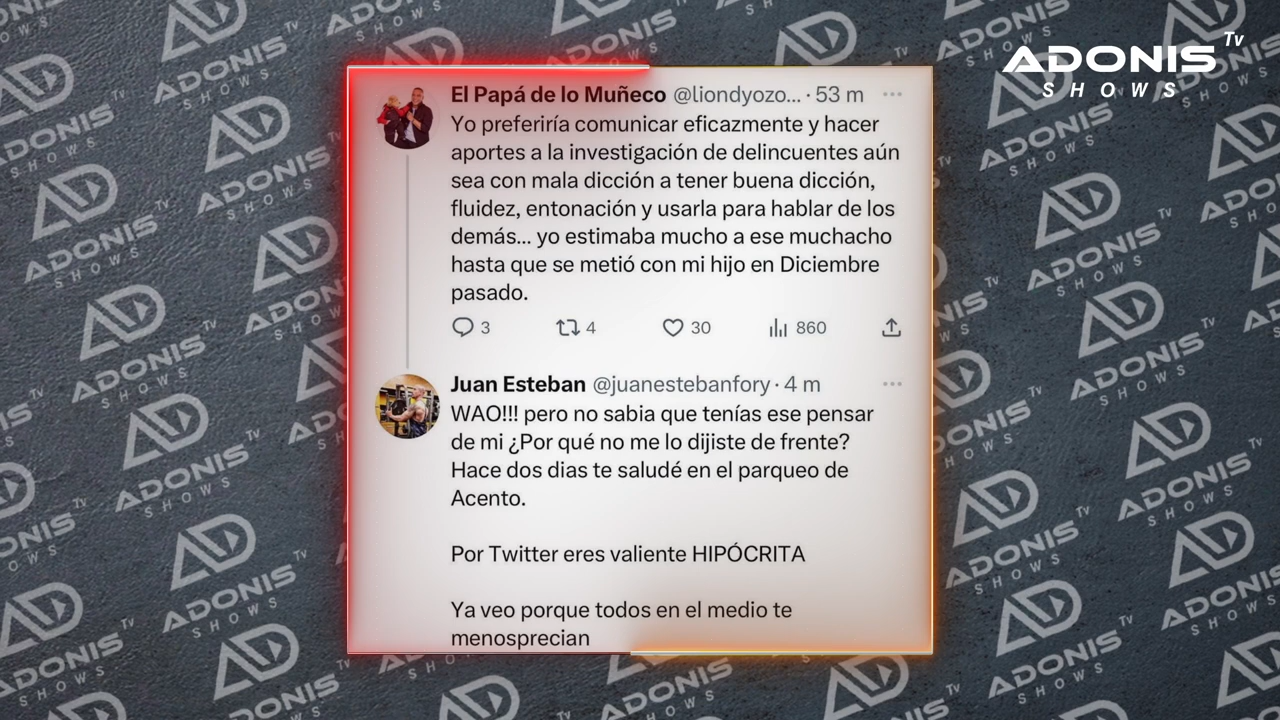 ADONIS Tv
SHOWS
El Papá de lo Muñeco @liondyozo... · 53 m
Yo preferiría comunicar eficazmente y hacer
aportes a la investigación de delincuentes aún
sea con mala dicción a tener buena dicción,
fluidez, entonación y usarla para hablar de los
demás... yo estimaba mucho a ese muchacho
hasta que se metió con mi hijo en Diciembre
pasado.
3 4 30 860
Juan Esteban @juanestebanfory · 4 m
WAO!!! pero no sabia que tenías ese pensar
de mi ¿Por qué no me lo dijiste de frente?
Hace dos dias te saludé en el parqueo de
Acento.
Por Twitter eres valiente HIPÓCRITA
Ya veo porque todos en el medio te
menosprecian